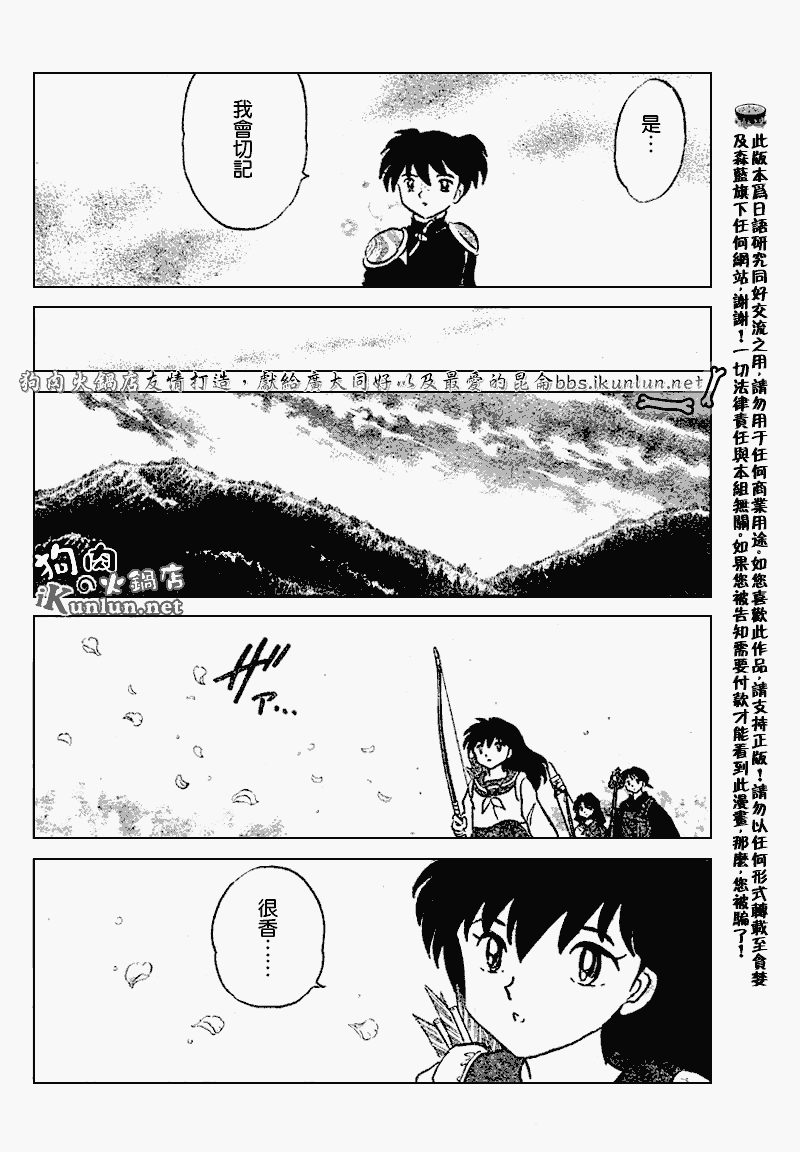 是…
我會切記
狗肉火鍋店友情打造，獻給廣大同好以及最愛的昆侖bbs.ikunlun.net
狗肉の火鍋店
iKunlun.net
ザァ…
很香……
此版本爲日語研究同好交流之用,請勿用于任何商業用途。如您喜歡此作品,請支持正版!請勿以任何形式轉載至貪婪
及森藍旗下任何網站,謝謝!一切法律責任與本組無關。如果您被告知需要付款才能看到此漫畫,那麼,您被騙了!